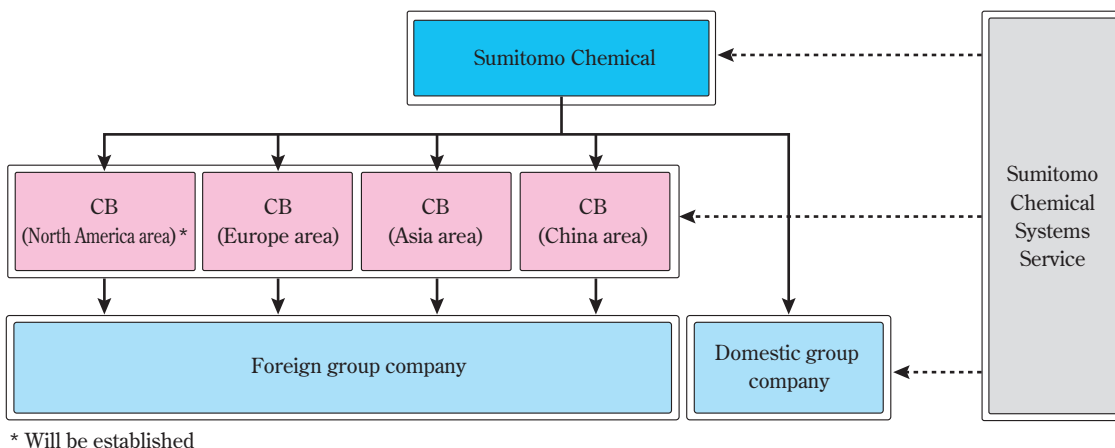 Sumitomo Chemical
CB
(North America area) *
CB
(Europe area)
CB
(Asia area)
CB
(China area)
Sumitomo
Chemical
Systems
Service
Foreign group company
Domestic group
company
* Will be established